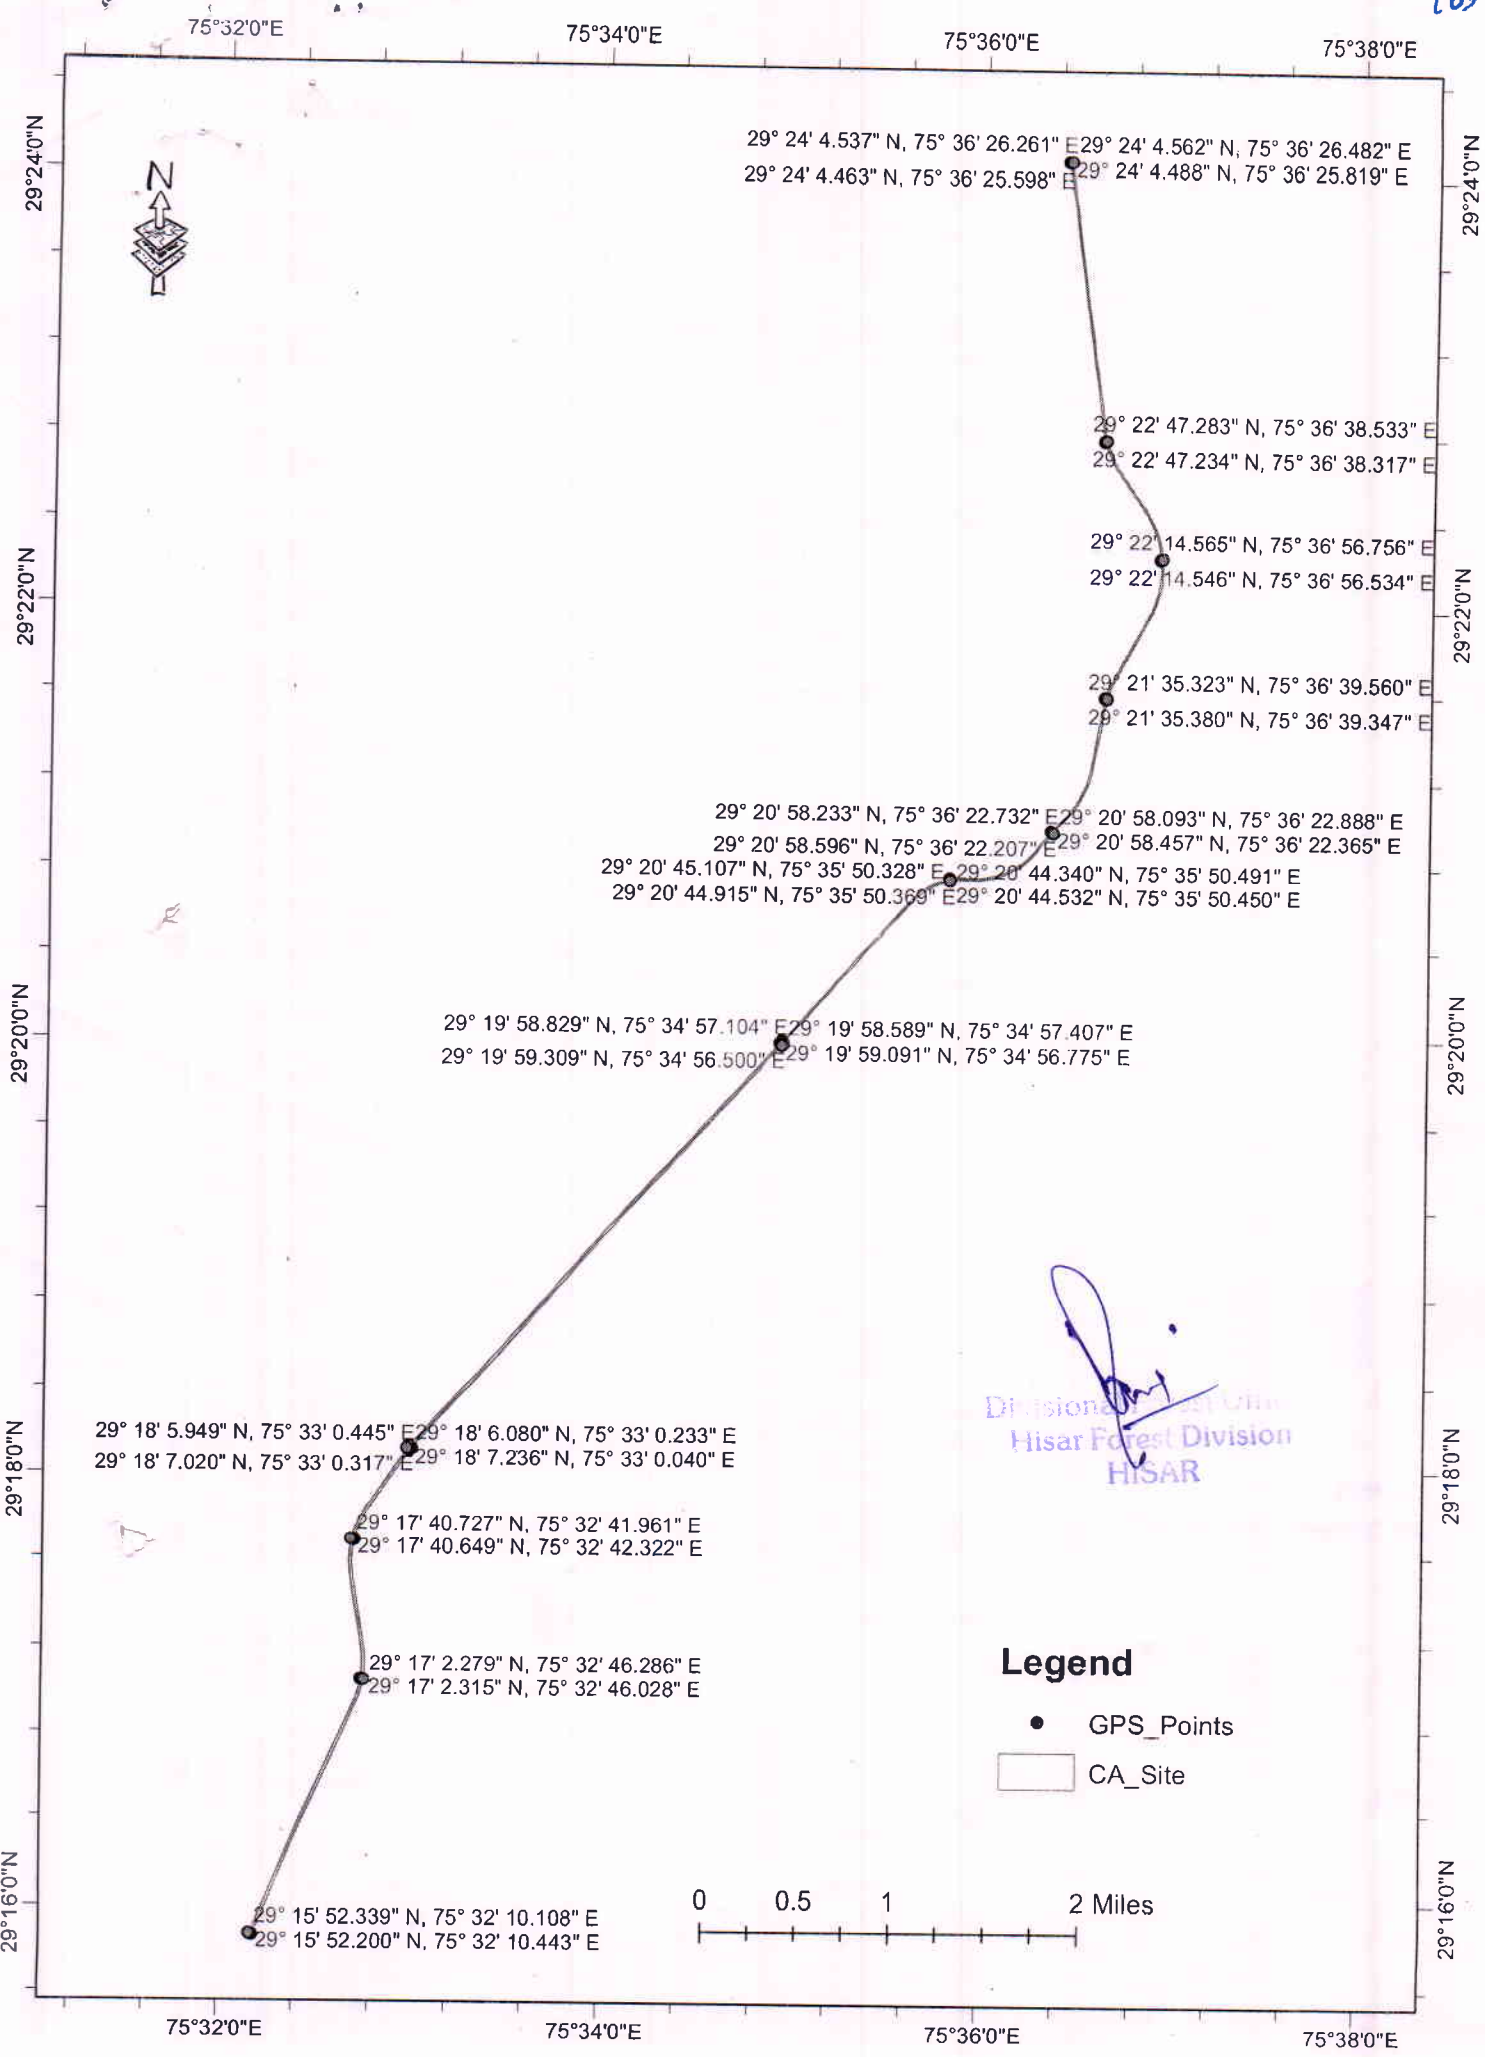 75°32'0"E 75°34'0"E 75°36'0"E 75°38'0"E
29°24'0"N
29°24'0"N
N
29° 24' 4.537" N, 75° 36' 26.261" E 29° 24' 4.562" N, 75° 36' 26.482" E
29° 24' 4.463" N, 75° 36' 25.598" E 29° 24' 4.488" N, 75° 36' 25.819" E
29° 22' 47.283" N, 75° 36' 38.533" E
29° 22' 47.234" N, 75° 36' 38.317" E
29° 22' 14.565" N, 75° 36' 56.756" E
29° 22' 14.546" N, 75° 36' 56.534" E
29°22'0"N
29°22'0"N
29° 21' 35.323" N, 75° 36' 39.560" E
29° 21' 35.380" N, 75° 36' 39.347" E
29° 20' 58.233" N, 75° 36' 22.732" E 29° 20' 58.093" N, 75° 36' 22.888" E
29° 20' 58.596" N, 75° 36' 22.207" E 29° 20' 58.457" N, 75° 36' 22.365" E
29° 20' 45.107" N, 75° 35' 50.328" E 29° 20' 44.340" N, 75° 35' 50.491" E
29° 20' 44.915" N, 75° 35' 50.369" E 29° 20' 44.532" N, 75° 35' 50.450" E
29°20'0"N
29°20'0"N
29° 19' 58.829" N, 75° 34' 57.104" E 29° 19' 58.589" N, 75° 34' 57.407" E
29° 19' 59.309" N, 75° 34' 56.500" E 29° 19' 59.091" N, 75° 34' 56.775" E
Divisional
Hisar Forest Division
HISAR
29° 18' 5.949" N, 75° 33' 0.445" E 29° 18' 6.080" N, 75° 33' 0.233" E
29° 18' 7.020" N, 75° 33' 0.317" E 29° 18' 7.236" N, 75° 33' 0.040" E
29°18'0"N
29°18'0"N
29° 17' 40.727" N, 75° 32' 41.961" E
29° 17' 40.649" N, 75° 32' 42.322" E
29° 17' 2.279" N, 75° 32' 46.286" E
29° 17' 2.315" N, 75° 32' 46.028" E
Legend
GPS_Points
CA_Site
29°16'0"N
29°16'0"N
0 0.5 1 2 Miles
29° 15' 52.339" N, 75° 32' 10.108" E
29° 15' 52.200" N, 75° 32' 10.443" E
75°32'0"E 75°34'0"E 75°36'0"E 75°38'0"E